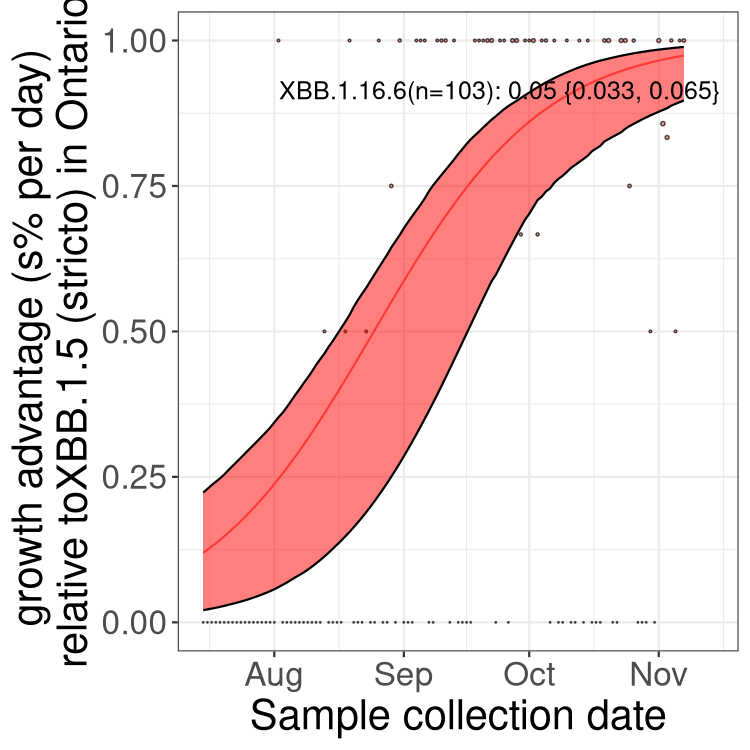 growth advantage (s% per day)
relative toXBB.1.5 (stricto) in Ontario
1.00
0.75
0.50
0.25
0.00
XBB.1.16.6(n=103): 0.05 {0.033, 0.065}
Aug Sep Oct Nov
Sample collection date